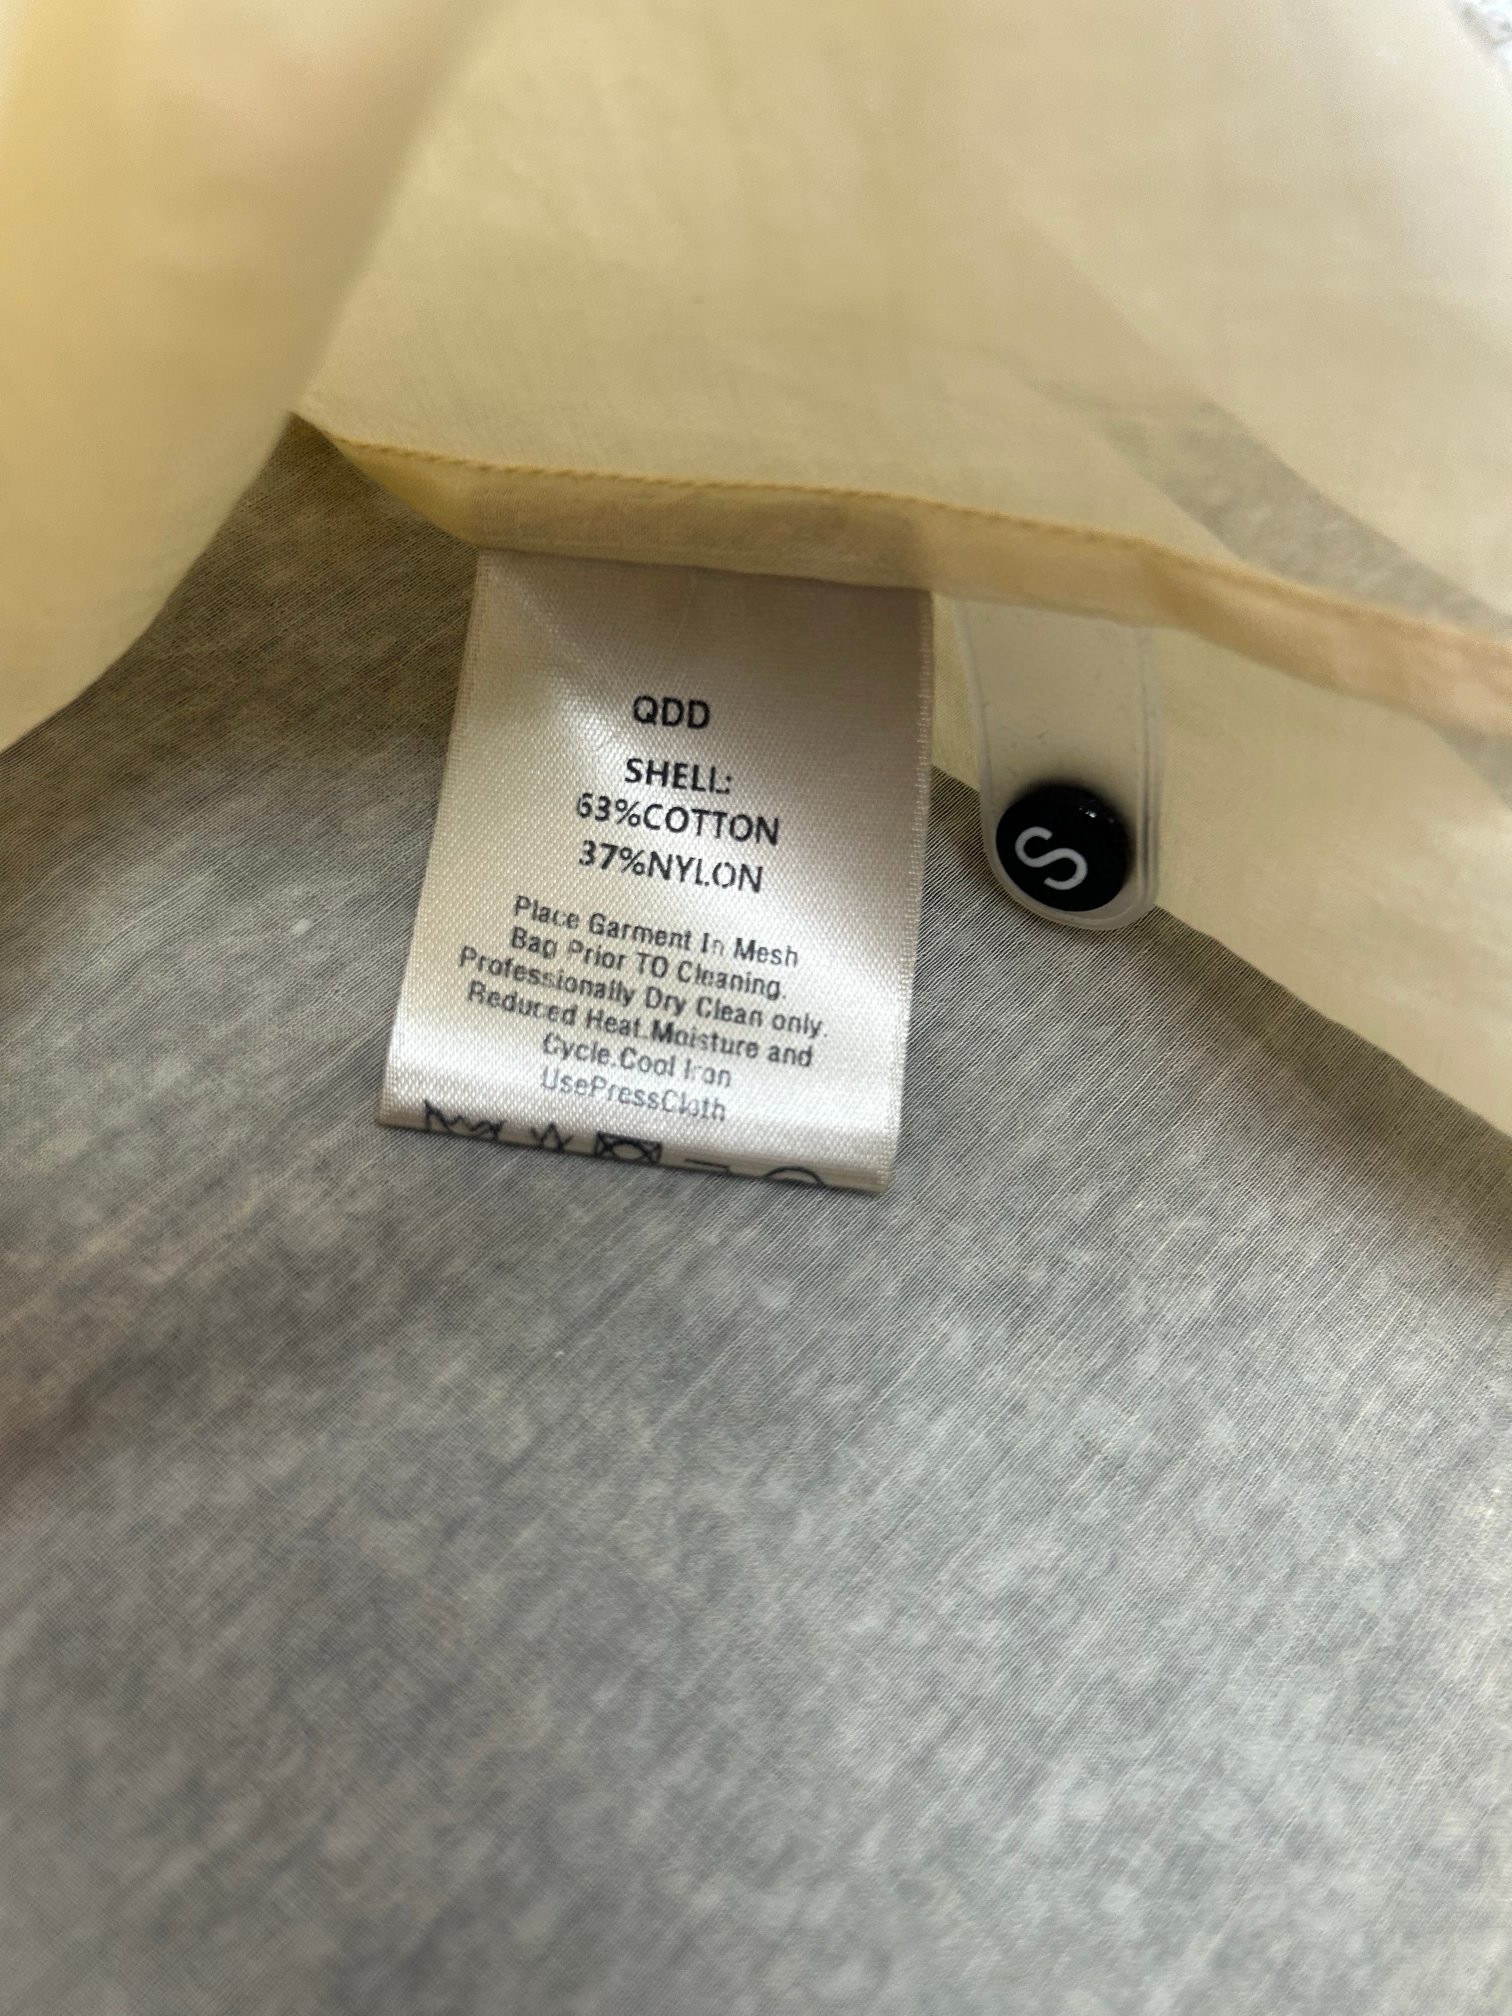 QDD
SHELL:
63%COTTON
37%NYLON
Place Garment In Mesh
Bag Prior TO Cleaning.
Professionally Dry Clean only.
Reduced Heat.Moisture and
Cycle.Cool Iron
UsePressCloth
S